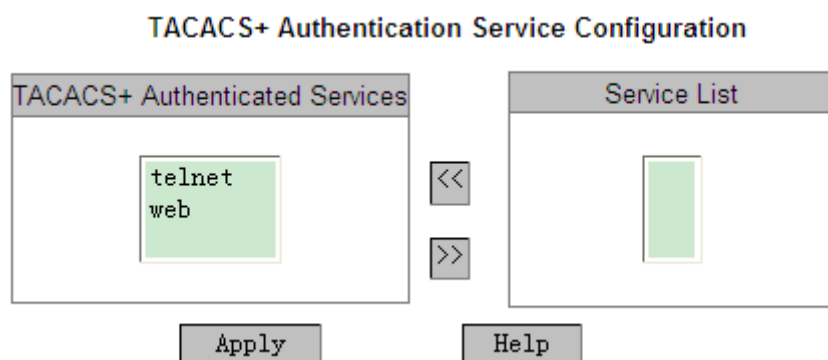 TACACS+ Authentication Service Configuration
TACACS+ Authenticated Services
Service List
telnet
web
<<
>>
Apply
Help